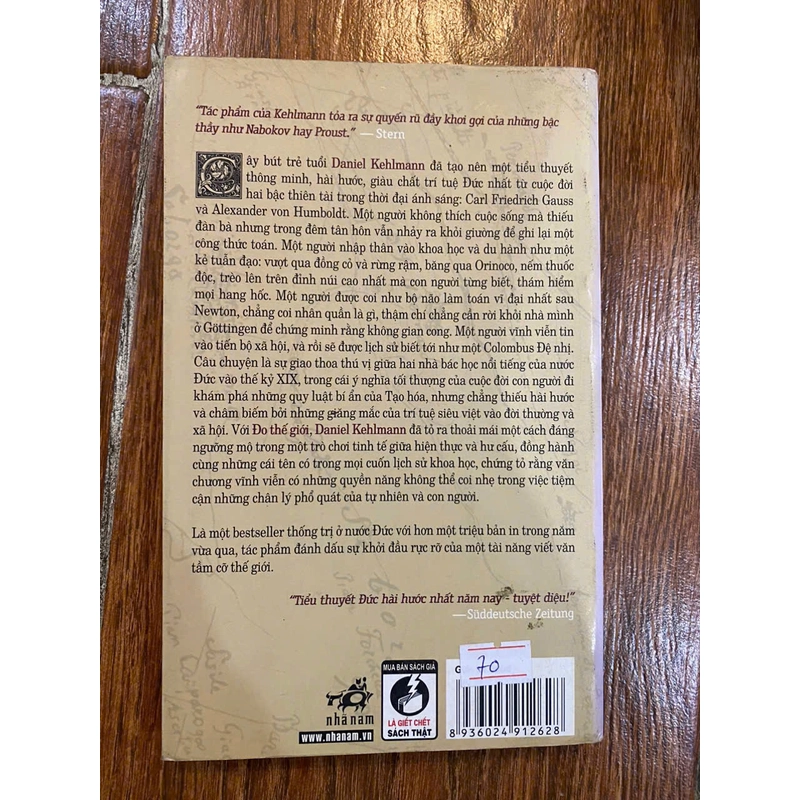 "Tác phẩm của Kehlmann tỏa ra sự quyến rũ đầy khơi gợi của những bậc
thầy như Nabokov hay Proust." — Stern
Cây bút trẻ tuổi Daniel Kehlmann đã tạo nên một tiểu thuyết
thông minh, hài hước, giàu chất trí tuệ Đức nhất từ cuộc đời
hai bậc thiên tài trong thời đại ánh sáng: Carl Friedrich Gauss
và Alexander von Humboldt. Một người không thích cuộc sống mà thiếu
đàn bà nhưng trong đêm tân hôn vẫn nhảy ra khỏi giường để ghi lại một
công thức toán. Một người nhập thân vào khoa học và du hành như một
kẻ tuẫn đạo: vượt qua đồng cỏ và rừng rậm, băng qua Orinoco, nếm thuốc
độc, trèo lên trên đỉnh núi cao nhất mà con người từng biết, thám hiểm
mọi hang hốc. Một người được coi như bộ não làm toán vĩ đại nhất sau
Newton, chẳng coi nhân quần là gì, thậm chí chẳng cần rời khỏi nhà mình
ở Göttingen để chứng minh rằng không gian cong. Một người vĩnh viễn tin
vào tiến bộ xã hội, và rồi sẽ được lịch sử biết tới như một Colombus Đệ nhị.
Câu chuyện là sự giao thoa thú vị giữa hai nhà bác học nổi tiếng của nước
Đức vào thế kỷ XIX, trong cái ý nghĩa tối thượng của cuộc đời con người đi
khám phá những quy luật bí ẩn của Tạo hóa, nhưng chẳng thiếu hài hước
và châm biếm bởi những giăng mắc của trí tuệ siêu việt vào đời thường và
xã hội. Với Đo thế giới, Daniel Kehlmann đã tỏ ra thoải mái một cách đáng
ngưỡng mộ trong một trò chơi tinh tế giữa hiện thực và hư cấu, đồng hành
cùng những cái tên có trong mọi cuốn lịch sử khoa học, chứng tỏ rằng văn
chương vĩnh viễn có những quyền năng không thể coi nhẹ trong việc tiệm
cận những chân lý phổ quát của tự nhiên và con người.
Là một bestseller thống trị ở nước Đức với hơn một triệu bản in trong năm
vừa qua, tác phẩm đánh dấu sự khởi đầu rực rỡ của một tài năng viết văn
tầm cỡ thế giới.
"Tiểu thuyết Đức hài hước nhất năm nay - tuyệt diệu!"
—Süddeutsche Zeitung
nhã nam
www.nhanam.vn
MUA BÁN SÁCH GIẢ
LÀ GIẾT CHẾT
SÁCH THẬT
G
70
8 936024 912628